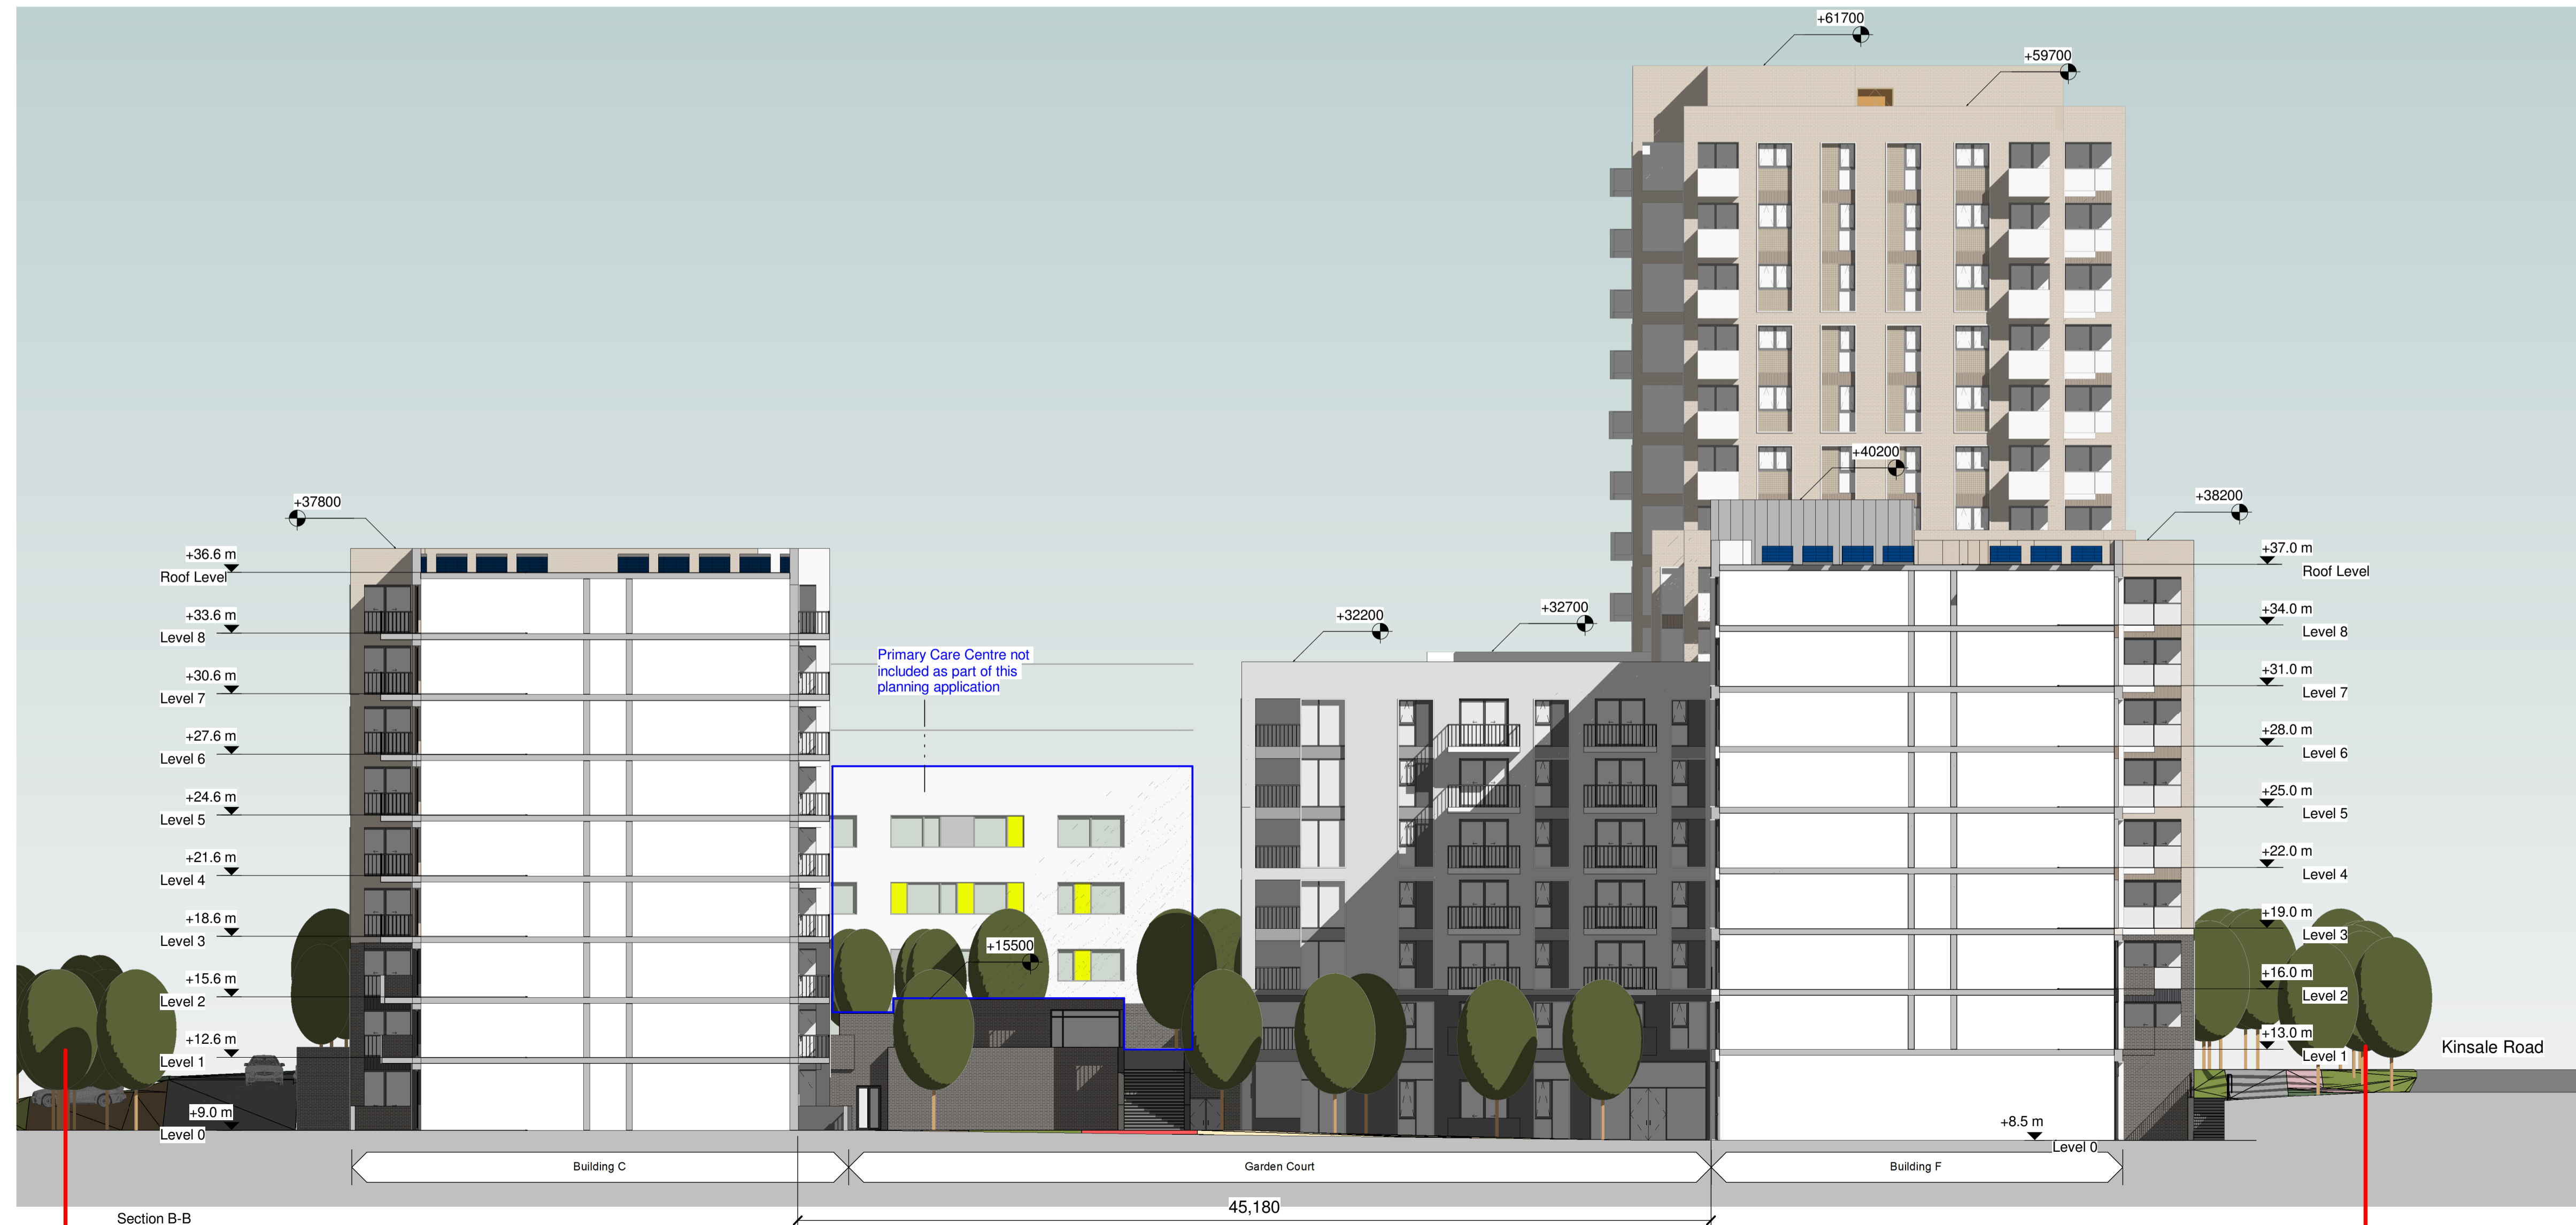 +61700
+59700
+40200
+37800
+38200
+36.6 m
Roof Level
+37.0 m
Roof Level
+33.6 m
Level 8
+32200
+32700
+34.0 m
Level 8
Primary Care Centre not
included as part of this
planning application
+30.6 m
Level 7
+31.0 m
Level 7
+27.6 m
Level 6
+28.0 m
Level 6
+24.6 m
Level 5
+25.0 m
Level 5
+21.6 m
Level 4
+22.0 m
Level 4
+18.6 m
Level 3
+15500
+19.0 m
Level 3
+15.6 m
Level 2
+16.0 m
Level 2
+12.6 m
Level 1
+13.0 m
Level 1
Kinsale Road
+9.0 m
Level 0
+8.5 m
Level 0
Building C
Garden Court
Building F
45,180
Section B-B